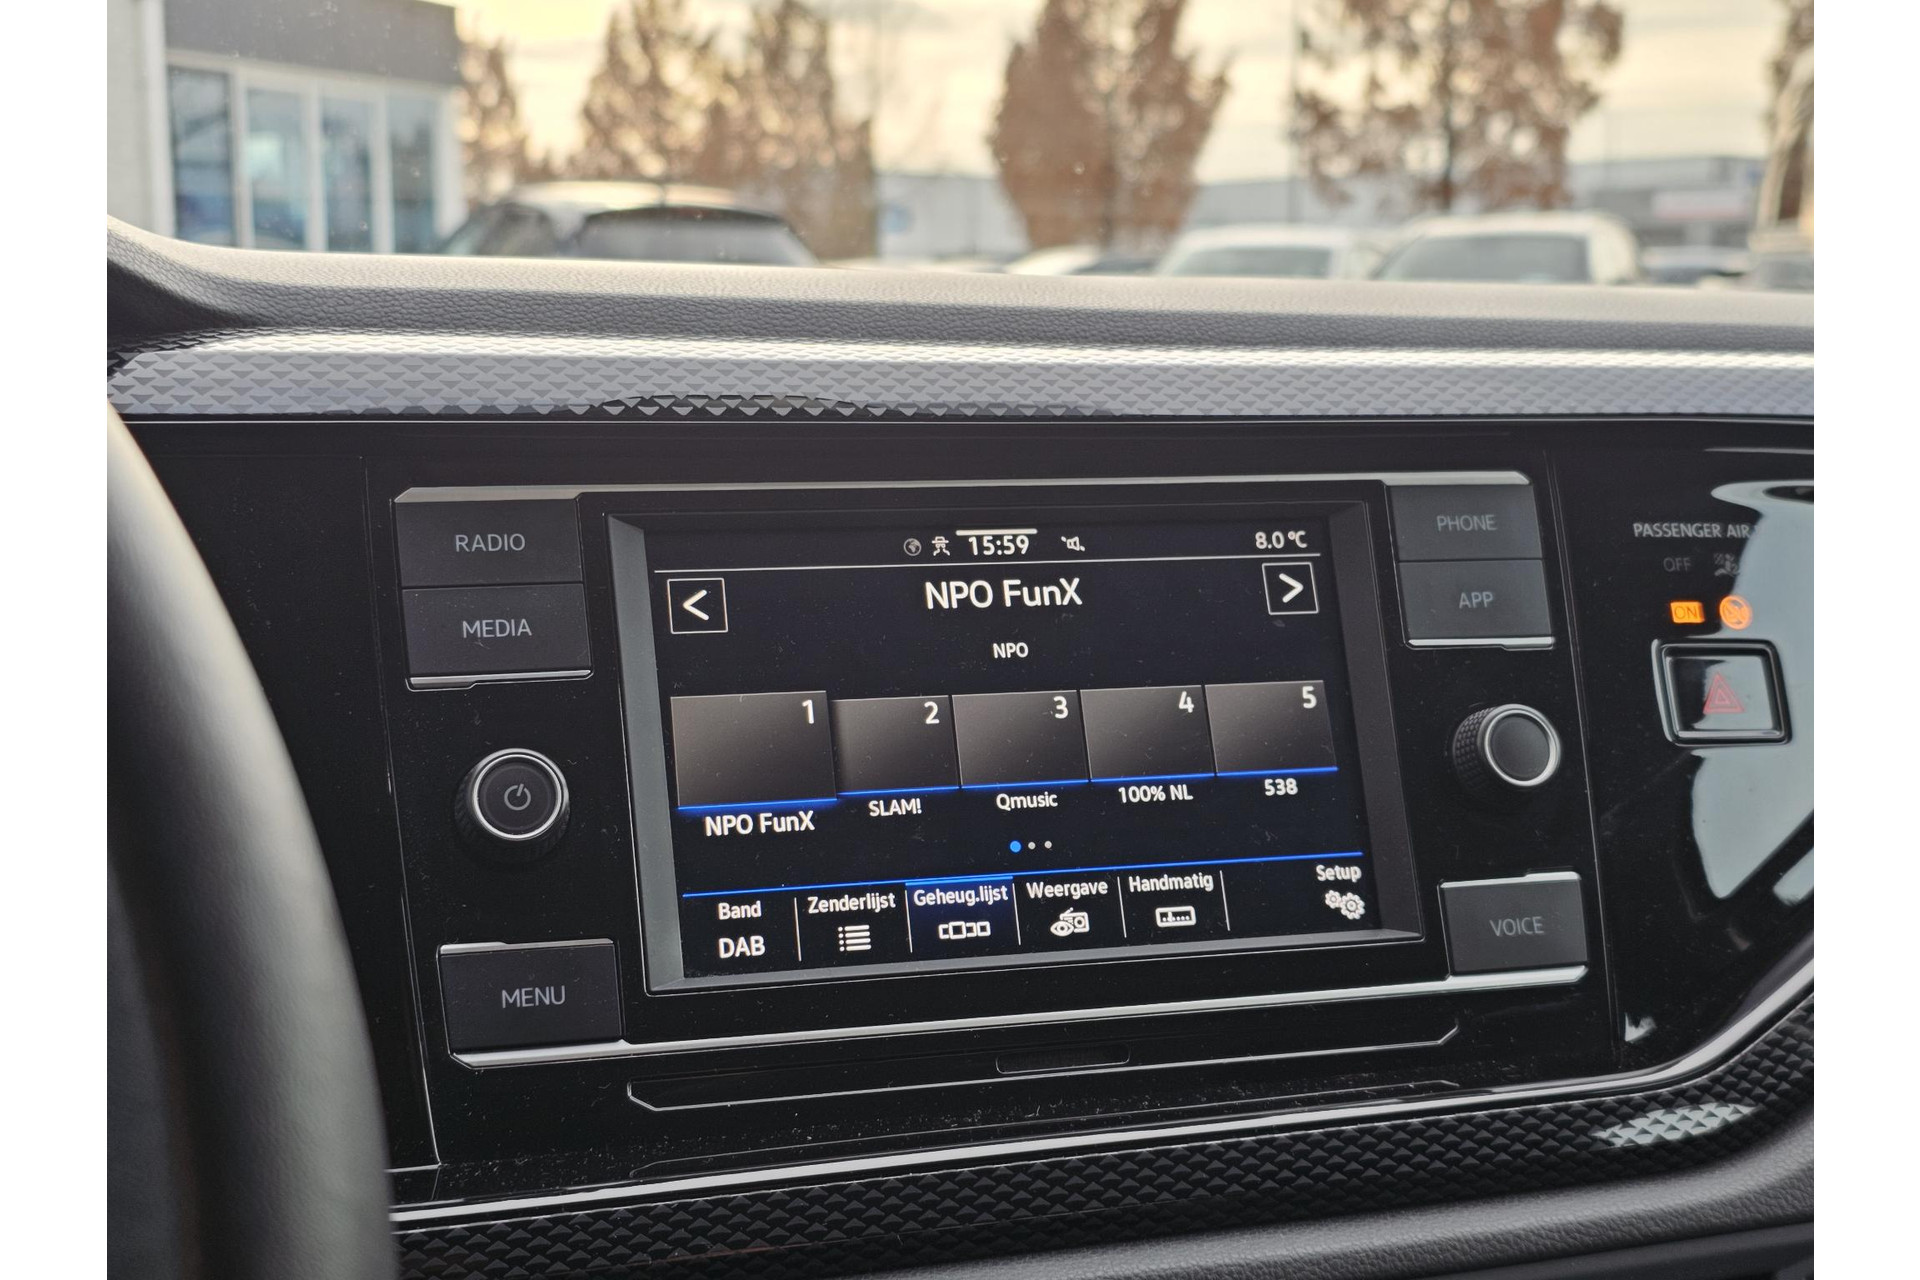 RADIO
MEDIA
MENU
15:59
8.0°C
<
NPO FunX
>
NPO
1
2
3
4
5
NPO FunX
SLAM!
Qmusic
100% NL
538
Band
DAB
Zenderlijst
Geheug.lijst
Weergave
Handmatig
Setup
PHONE
APP
VOICE
PASSENGER AIR
OFF
ON